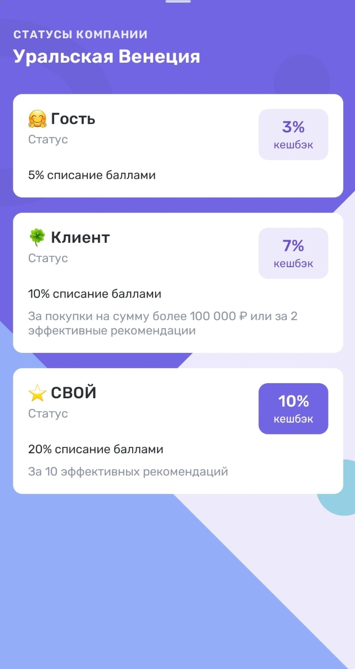 СТАТУСЫ КОМПАНИИ
Уральская Венеция
🤗 Гость
Статус
3%
кешбэк
5% списание баллами
🍀 Клиент
Статус
7%
кешбэк
10% списание баллами
За покупки на сумму более 100 000 ₽ или за 2
эффективные рекомендации
⭐ СВОЙ
Статус
10%
кешбэк
20% списание баллами
За 10 эффективных рекомендаций